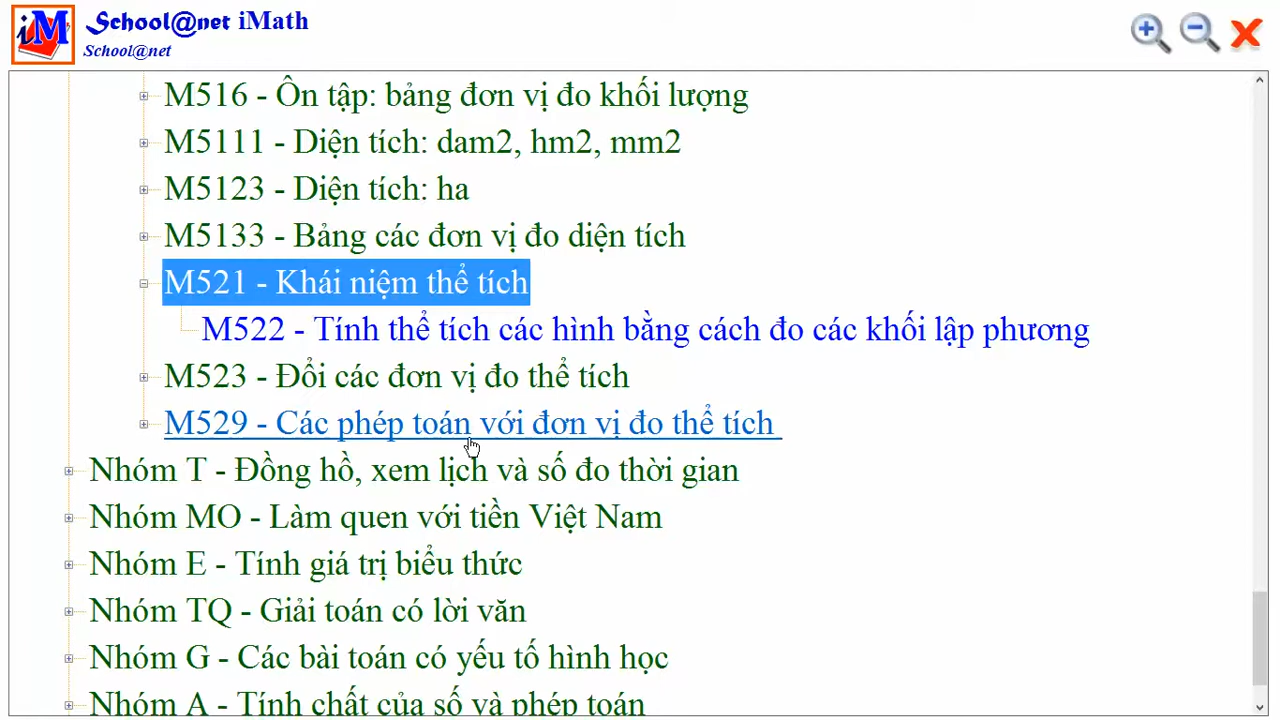 iM School@net iMath
School@net
M516 - Ôn tập: bảng đơn vị đo khối lượng
M5111 - Diện tích: dam2, hm2, mm2
M5123 - Diện tích: ha
M5133 - Bảng các đơn vị đo diện tích
M521 - Khái niệm thể tích
M522 - Tính thể tích các hình bằng cách đo các khối lập phương
M523 - Đổi các đơn vị đo thể tích
M529 - Các phép toán với đơn vị đo thể tích
Nhóm T - Đồng hồ, xem lịch và số đo thời gian
Nhóm MO - Làm quen với tiền Việt Nam
Nhóm E - Tính giá trị biểu thức
Nhóm TQ - Giải toán có lời văn
Nhóm G - Các bài toán có yếu tố hình học
Nhóm A - Tính chất của số và phép toán